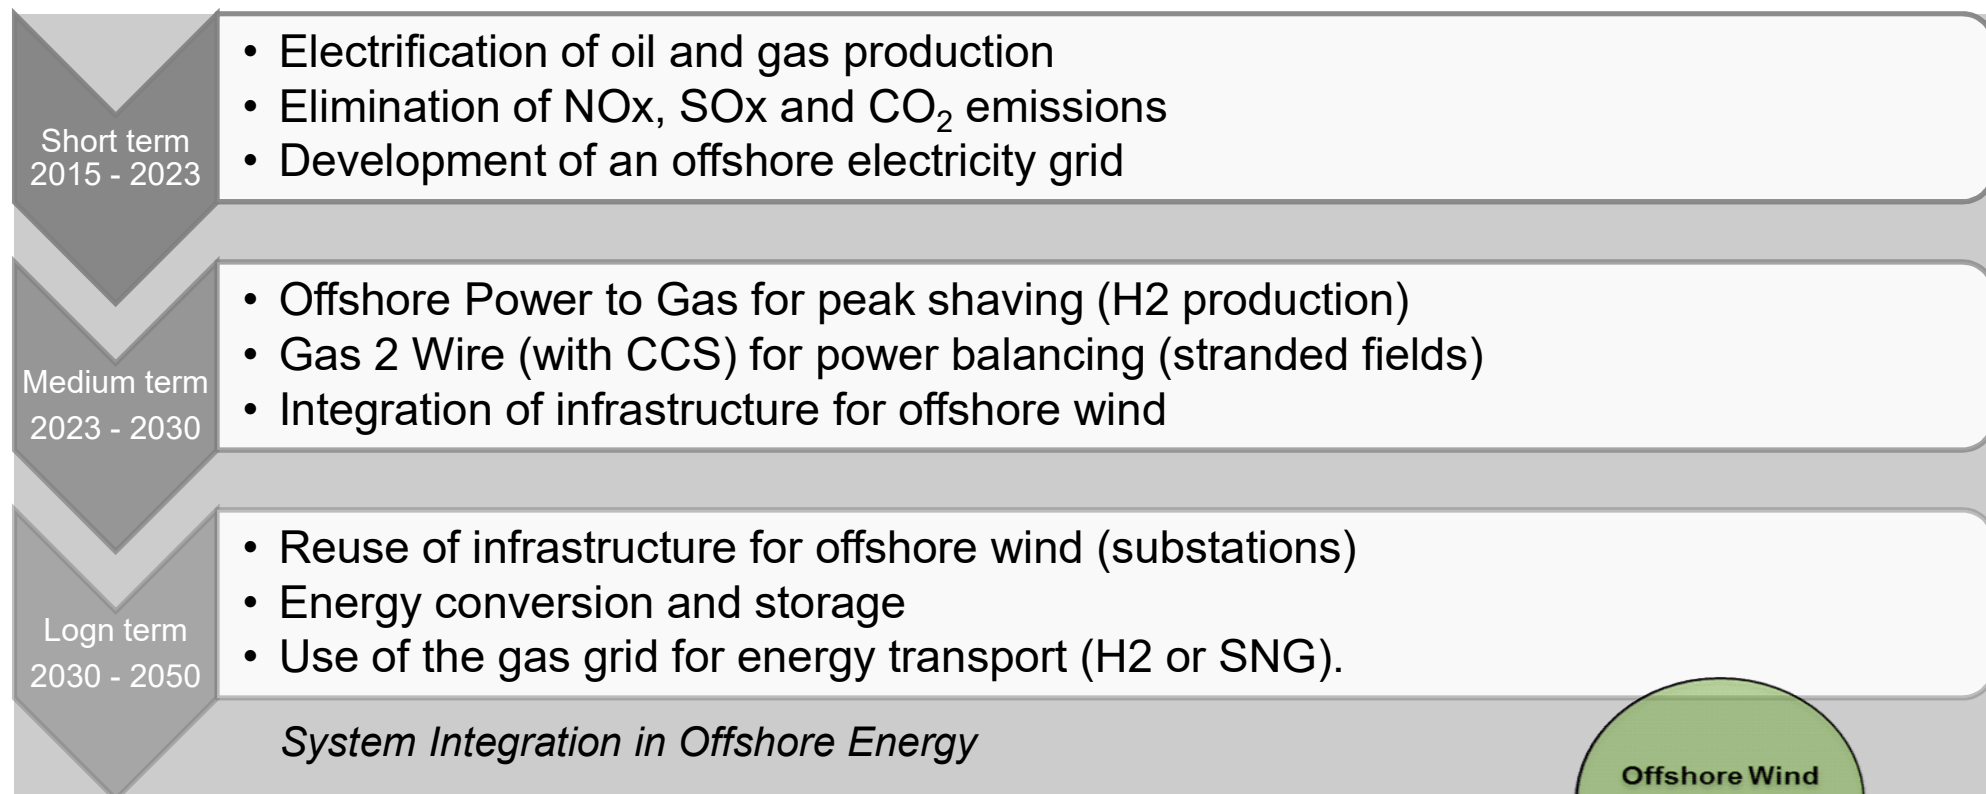 Short term
2015 - 2023
• Electrification of oil and gas production
• Elimination of NOx, SOx and CO₂ emissions
• Development of an offshore electricity grid
Medium term
2023 - 2030
• Offshore Power to Gas for peak shaving (H2 production)
• Gas 2 Wire (with CCS) for power balancing (stranded fields)
• Integration of infrastructure for offshore wind
Logn term
2030 - 2050
• Reuse of infrastructure for offshore wind (substations)
• Energy conversion and storage
• Use of the gas grid for energy transport (H2 or SNG).
System Integration in Offshore Energy
Offshore Wind